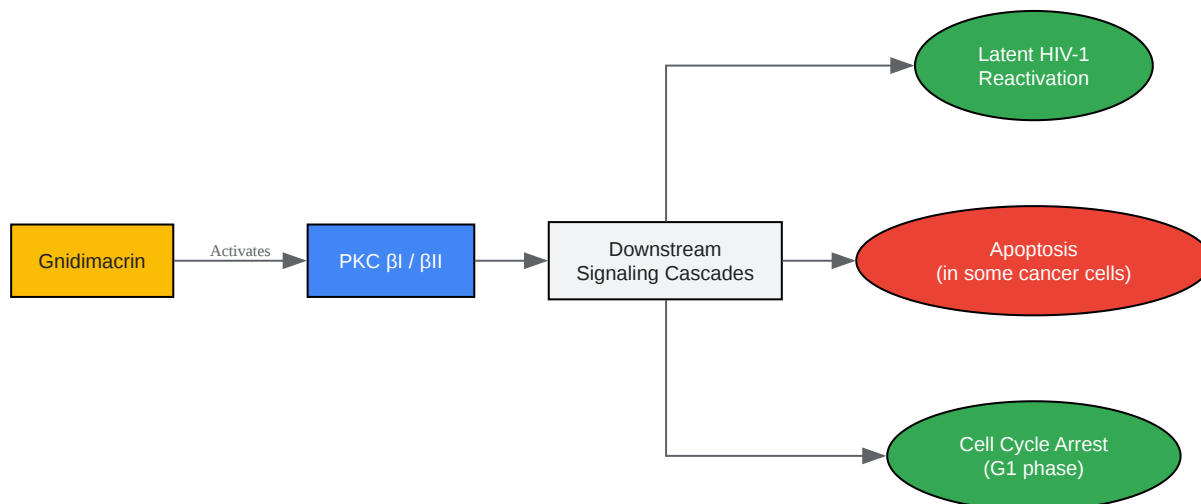 Latent HIV-1
Reactivation
Gnidimacrin
Activates
PKC βI / βII
Downstream
Signaling Cascades
Apoptosis
(in some cancer cells)
Cell Cycle Arrest
(G1 phase)